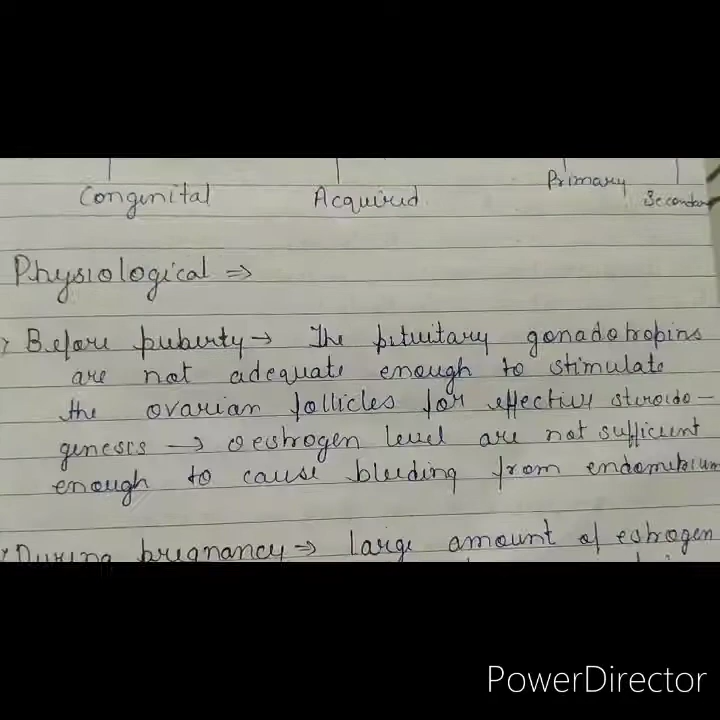 Congenital Acquired Primary Secondary
Physiological ⇒
Before puberty → The pituitary gonadotropins
are not adequate enough to stimulate
the ovarian follicles for effective steroido-
genesis → oestrogen level are not sufficient
enough to cause bleeding from endometrium
During pregnancy ⇒ large amount of estrogen
PowerDirector